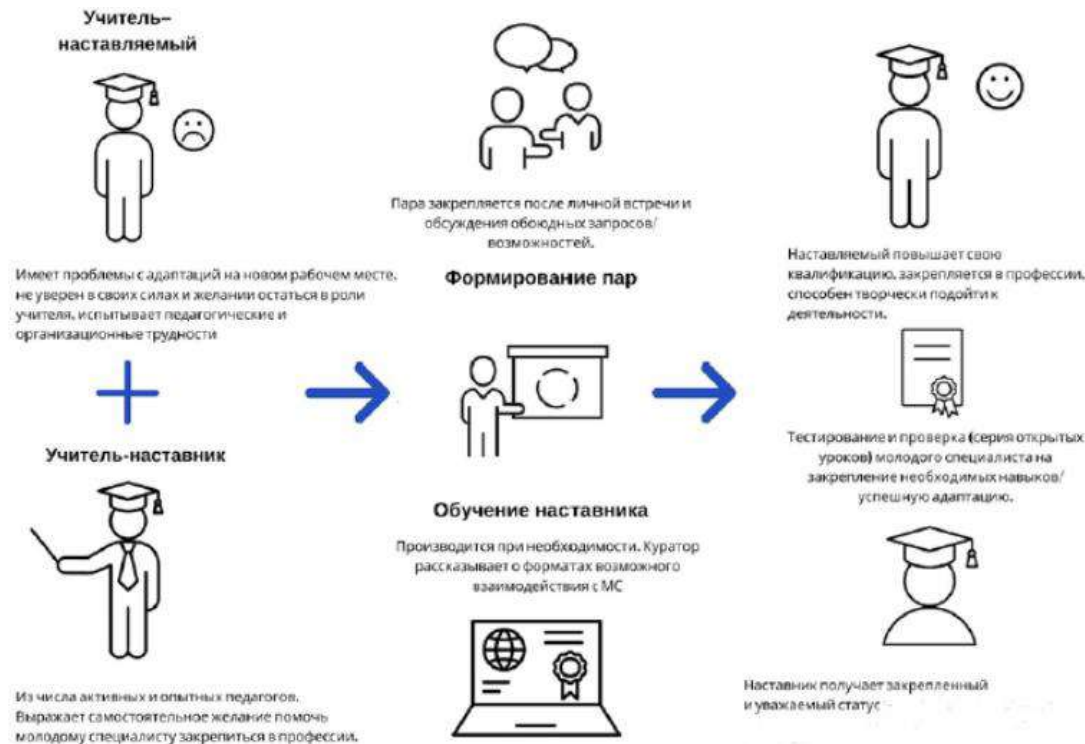 Учитель–
наставляемый
Имеет проблемы с адаптаций на новом рабочем месте,
не уверен в своих силах и желании остаться в роли
учителя, испытывает педагогические и
организационные трудности
Учитель-наставник
Из числа активных и опытных педагогов.
Выражает самостоятельное желание помочь
молодому специалисту закрепиться в профессии.
Пара закрепляется после личной встречи и
обсуждения обоюдных запросов/
возможностей.
Формирование пар
Обучение наставника
Производится при необходимости. Куратор
рассказывает о форматах возможного
взаимодействия с МС
Наставляемый повышает свою
квалификацию, закрепляется в профессии,
способен творчески подойти к
деятельности.
Тестирование и проверка (серия открытых
уроков) молодого специалиста на
закрепление необходимых навыков/
успешную адаптацию.
Наставник получает закрепленный
и уважаемый статус